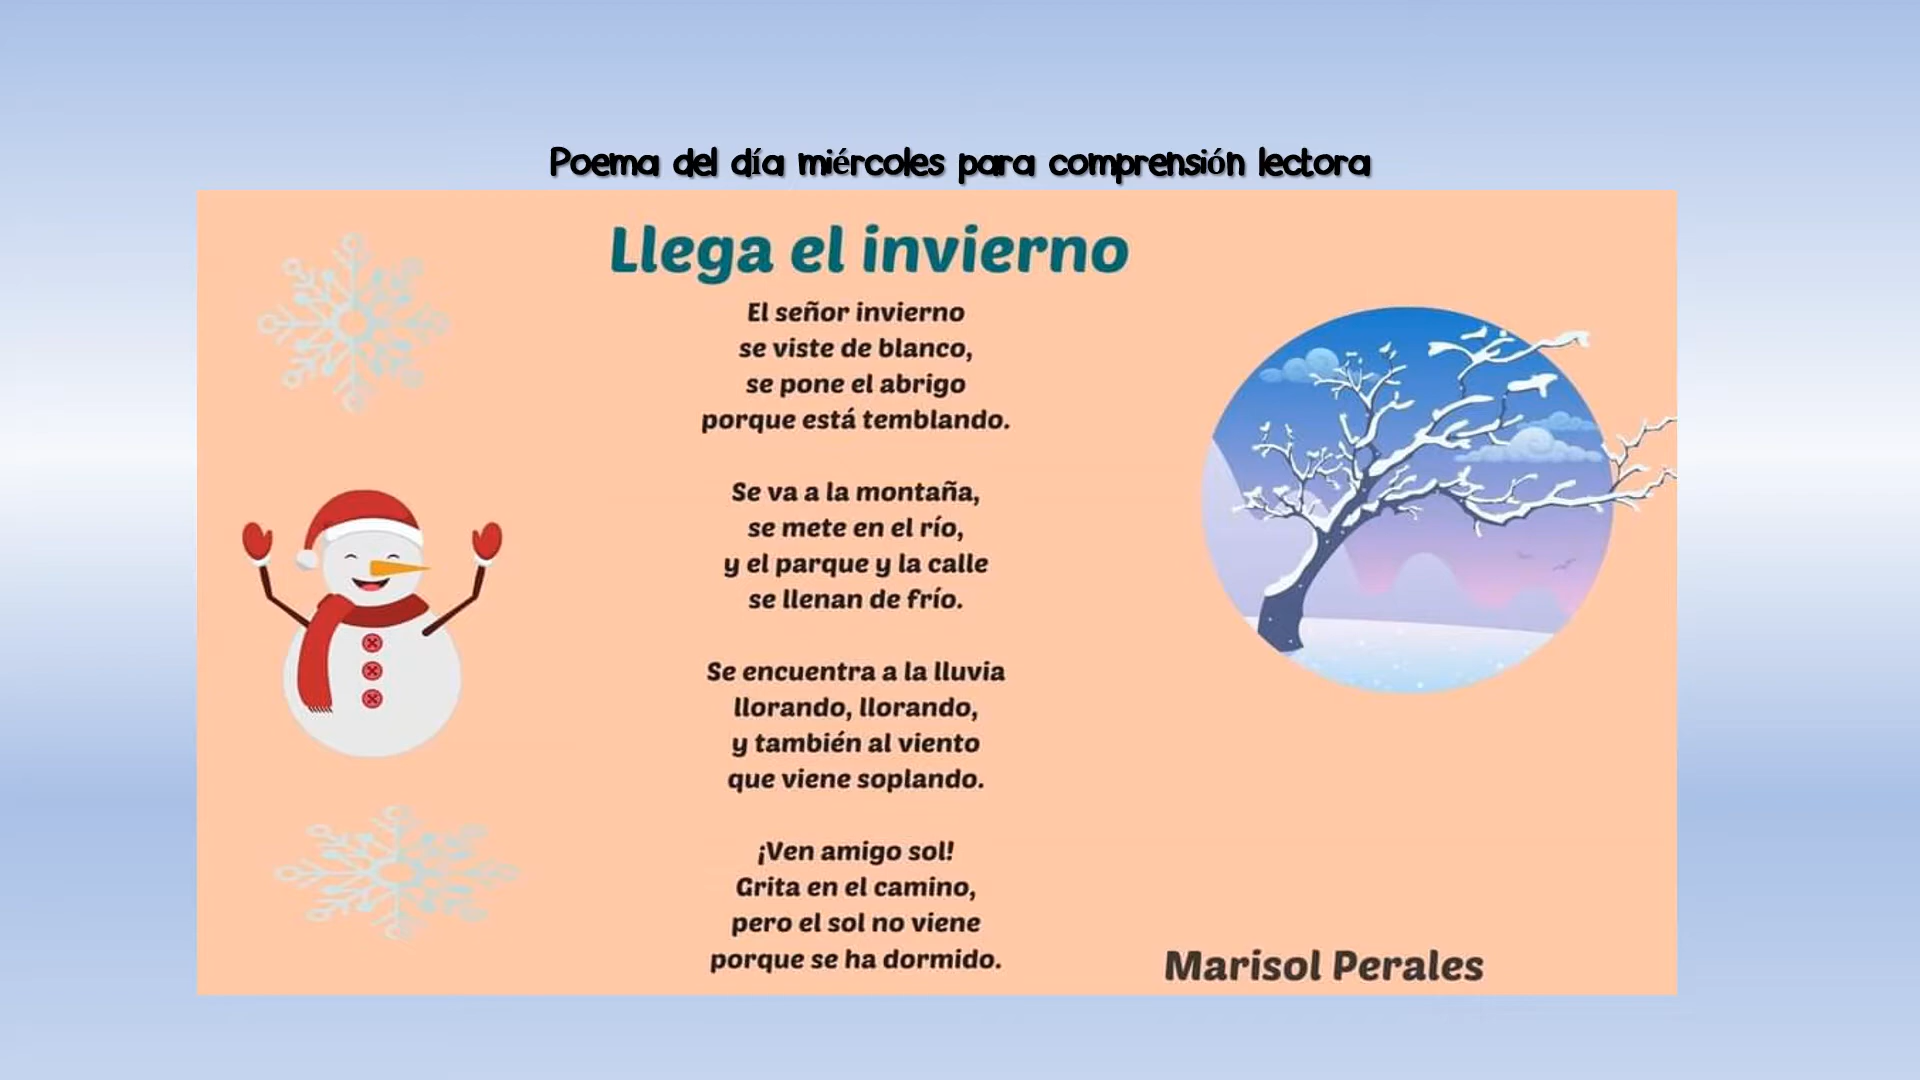 Poema del día miércoles para comprensión lectora
Llega el invierno
El señor invierno
se viste de blanco,
se pone el abrigo
porque está temblando.
Se va a la montaña,
se mete en el río,
y el parque y la calle
se llenan de frío.
Se encuentra a la lluvia
llorando, llorando,
y también al viento
que viene soplando.
¡Ven amigo sol!
Grita en el camino,
pero el sol no viene
porque se ha dormido.
Marisol Perales